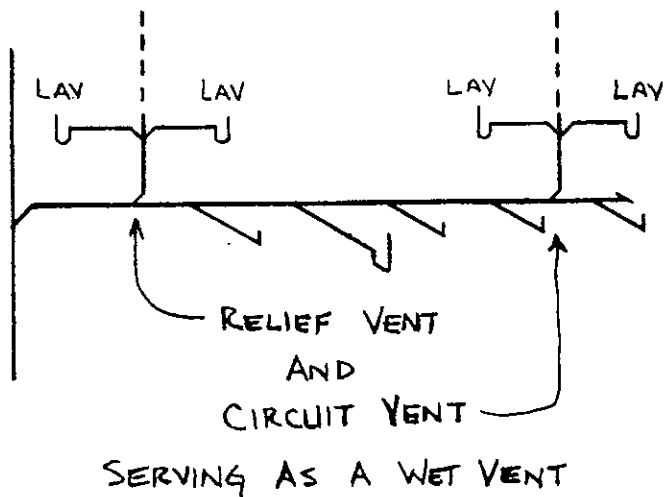 LAV LAV LAV LAV
RELIEF VENT
AND
CIRCUIT VENT
SERVING AS A WET VENT